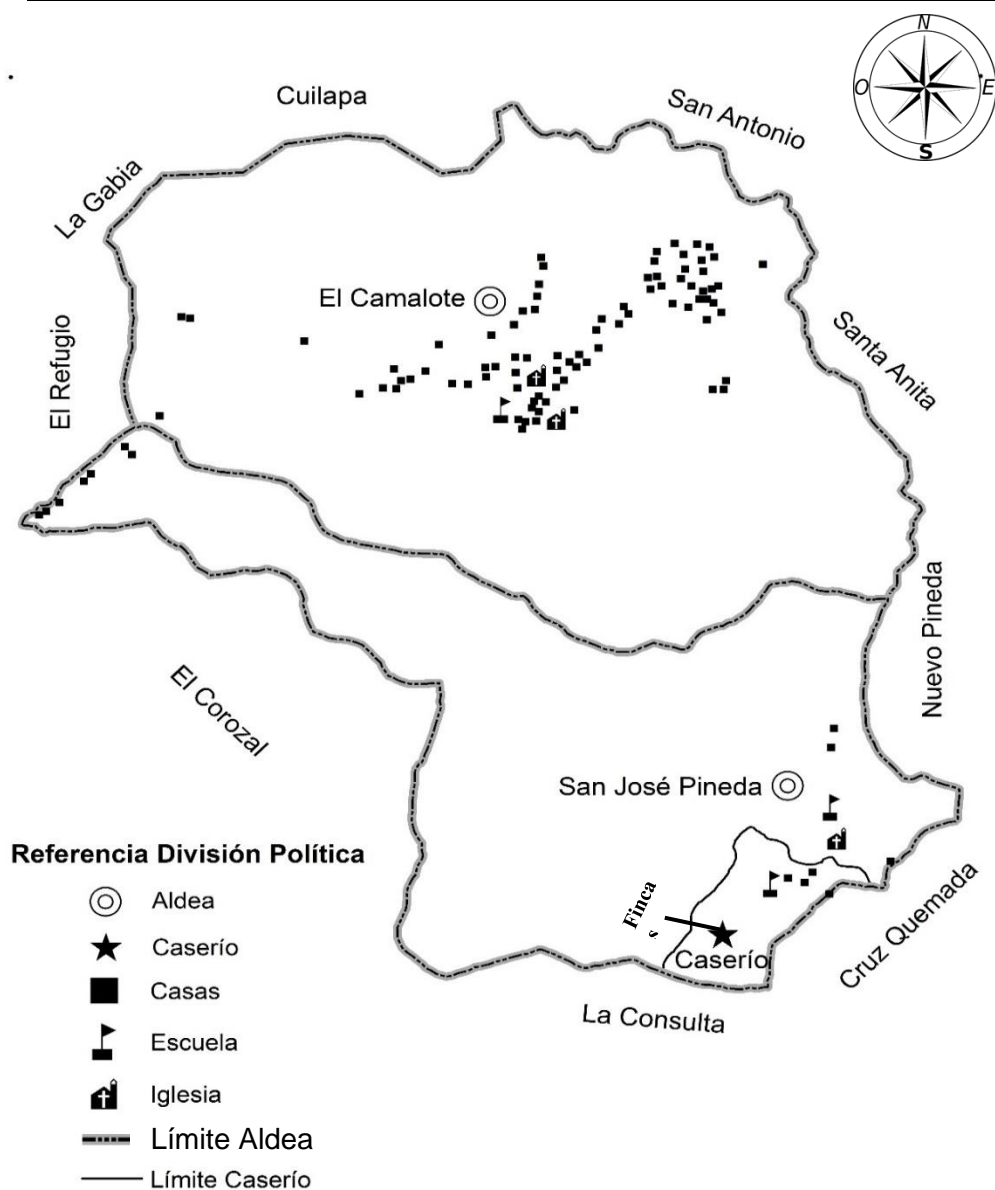 N
O
E
S
Cuilapa
San Antonio
La Gabia
El Camalote
El Refugio
Santa Anita
Nuevo Pineda
El Corozal
San José Pineda
Referencia División Política
Aldea
Caserío
Casas
Escuela
Iglesia
Límite Aldea
Límite Caserío
Finca
s
Caserío
Cruz Quemada
La Consulta